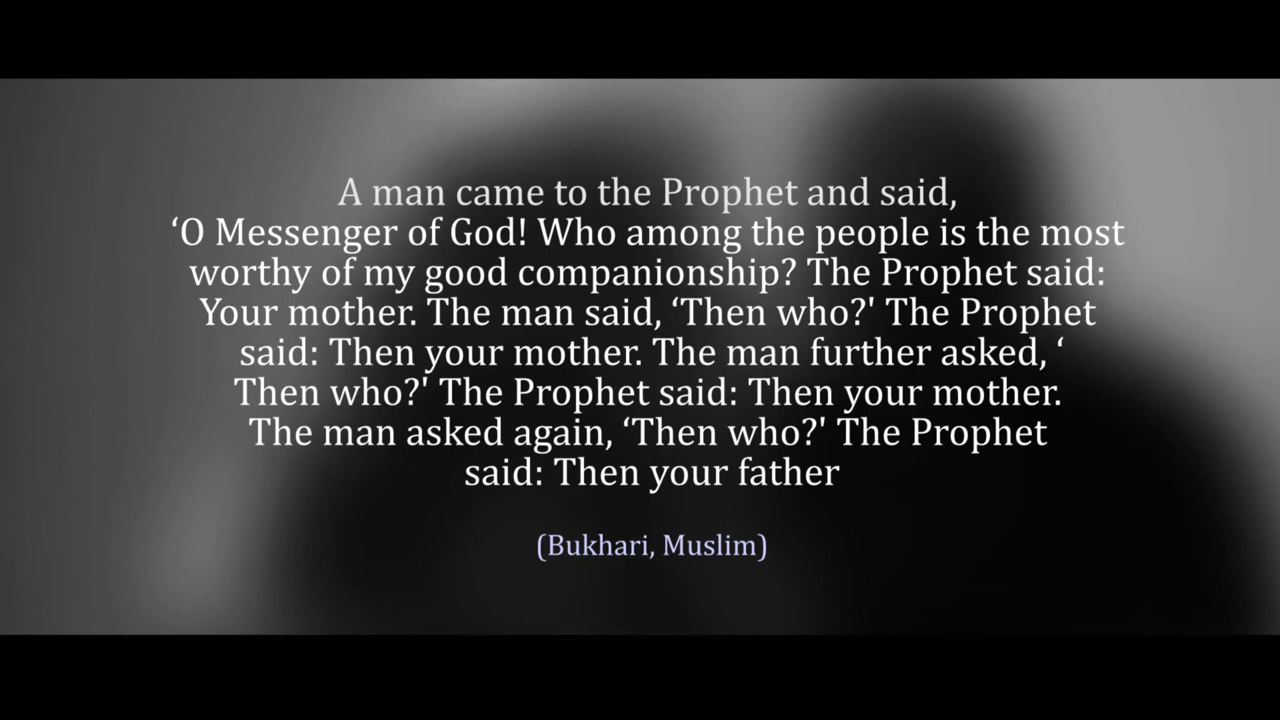 A man came to the Prophet and said,
‘O Messenger of God! Who among the people is the most
worthy of my good companionship? The Prophet said:
Your mother. The man said, ‘Then who?' The Prophet
said: Then your mother. The man further asked, ‘
Then who?' The Prophet said: Then your mother.
The man asked again, ‘Then who?' The Prophet
said: Then your father
(Bukhari, Muslim)